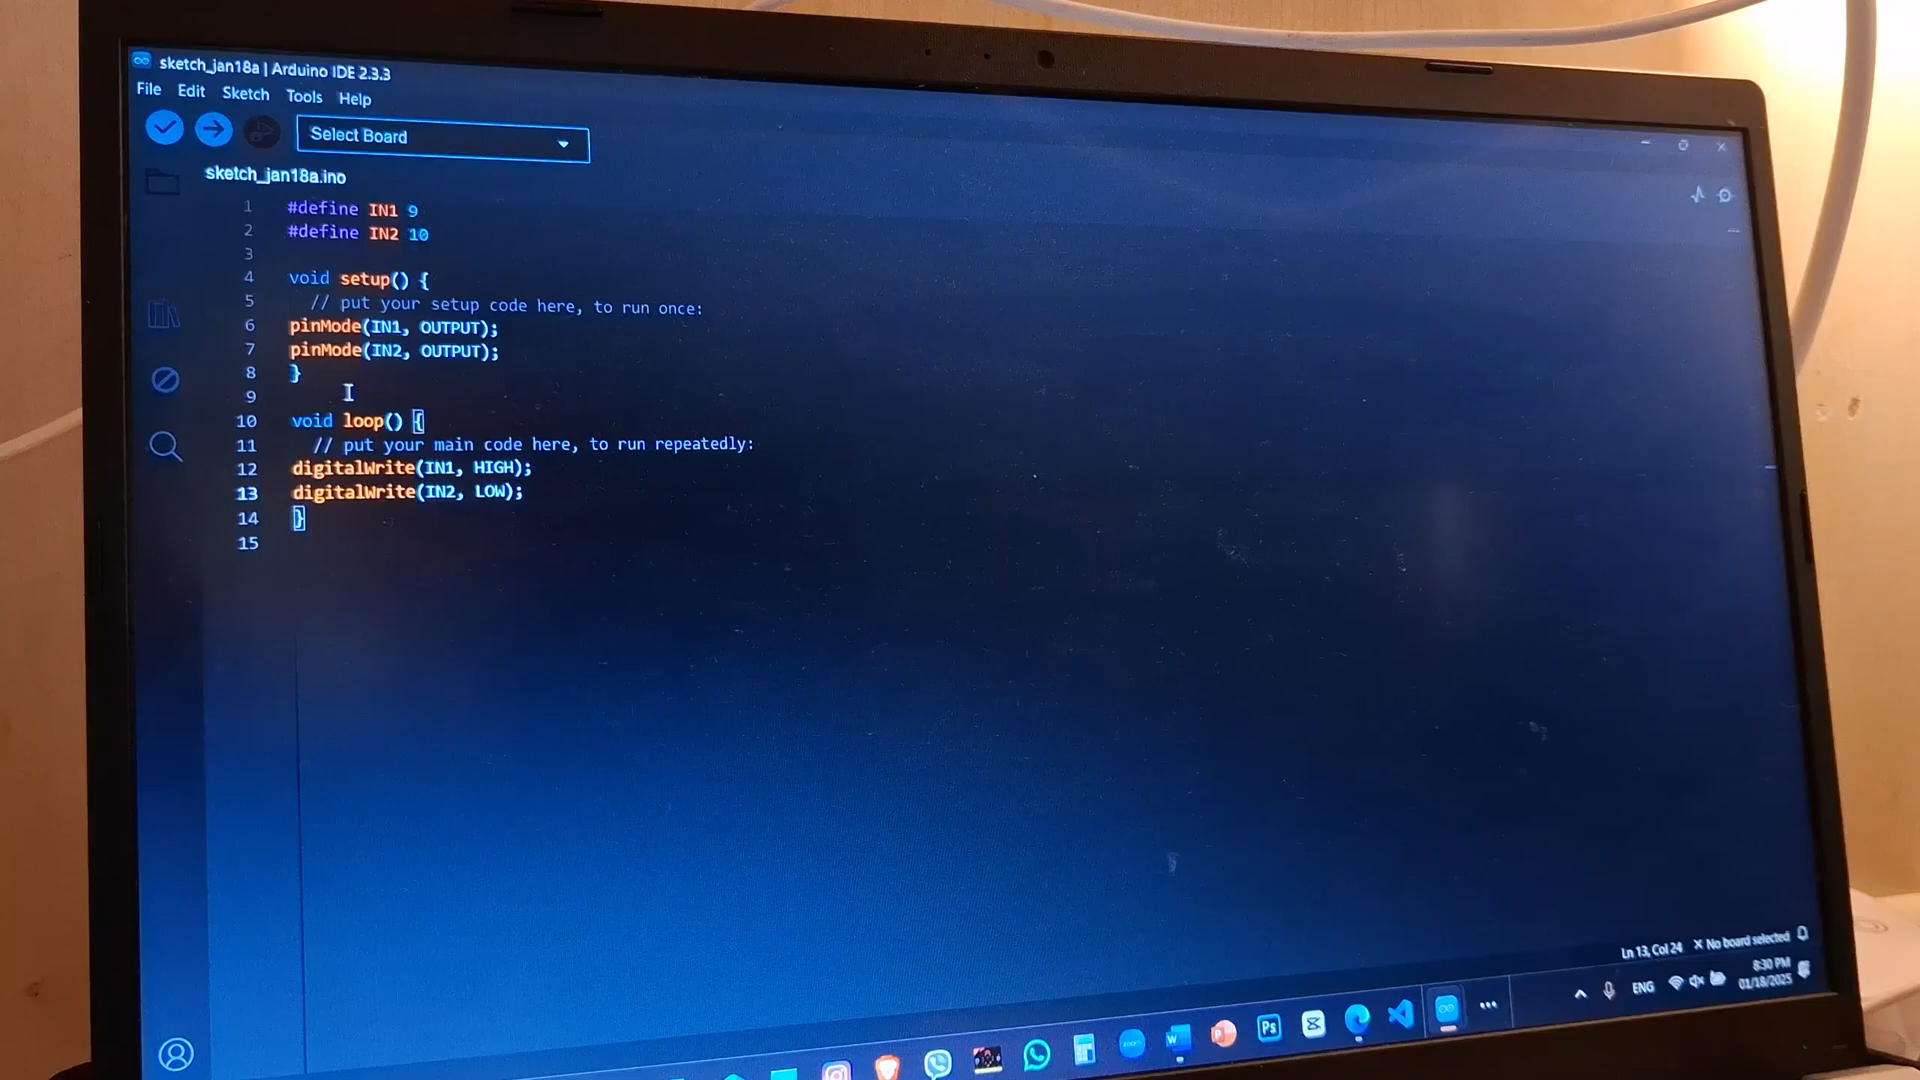 sketch_jan18a | Arduino IDE 2.3.3
File Edit Sketch Tools Help
Select Board
sketch_jan18a.ino
1 #define IN1 9
2 #define IN2 10
3
4 void setup() {
5 // put your setup code here, to run once:
6 pinMode(IN1, OUTPUT);
7 pinMode(IN2, OUTPUT);
8 }
9
10 void loop() {
11 // put your main code here, to run repeatedly:
12 digitalWrite(IN1, HIGH);
13 digitalWrite(IN2, LOW);
14 }
15
Ln 13, Col 24 × No board selected
ENG
8:30 PM
01/18/2025
zoom
W
P
Ps